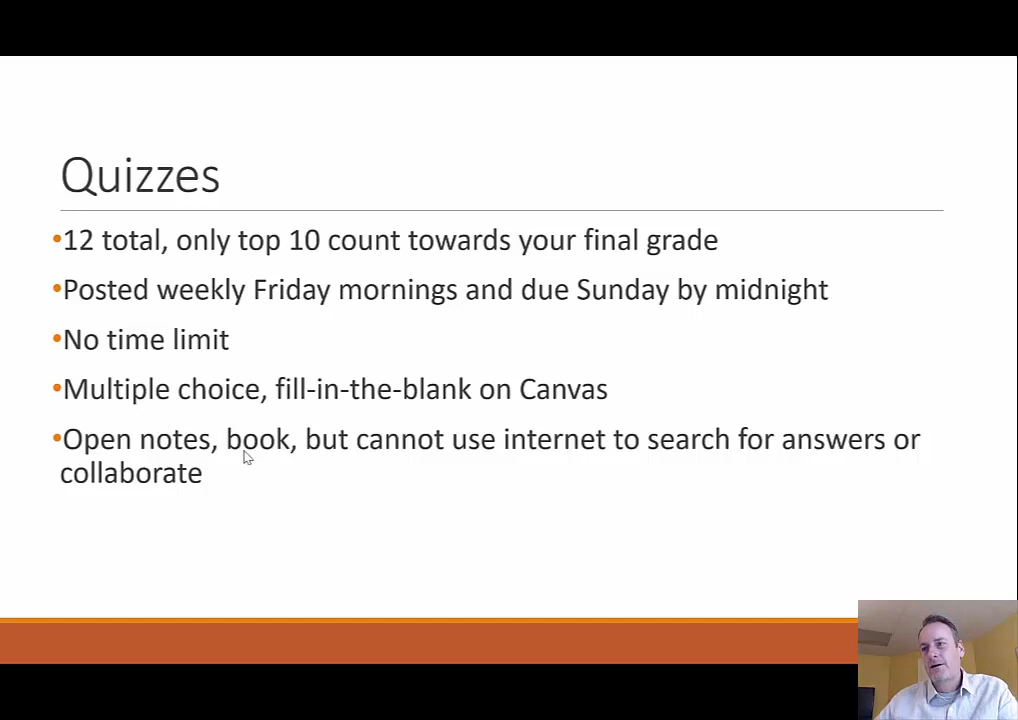 Quizzes
•12 total, only top 10 count towards your final grade
•Posted weekly Friday mornings and due Sunday by midnight
•No time limit
•Multiple choice, fill-in-the-blank on Canvas
•Open notes, book, but cannot use internet to search for answers or
collaborate